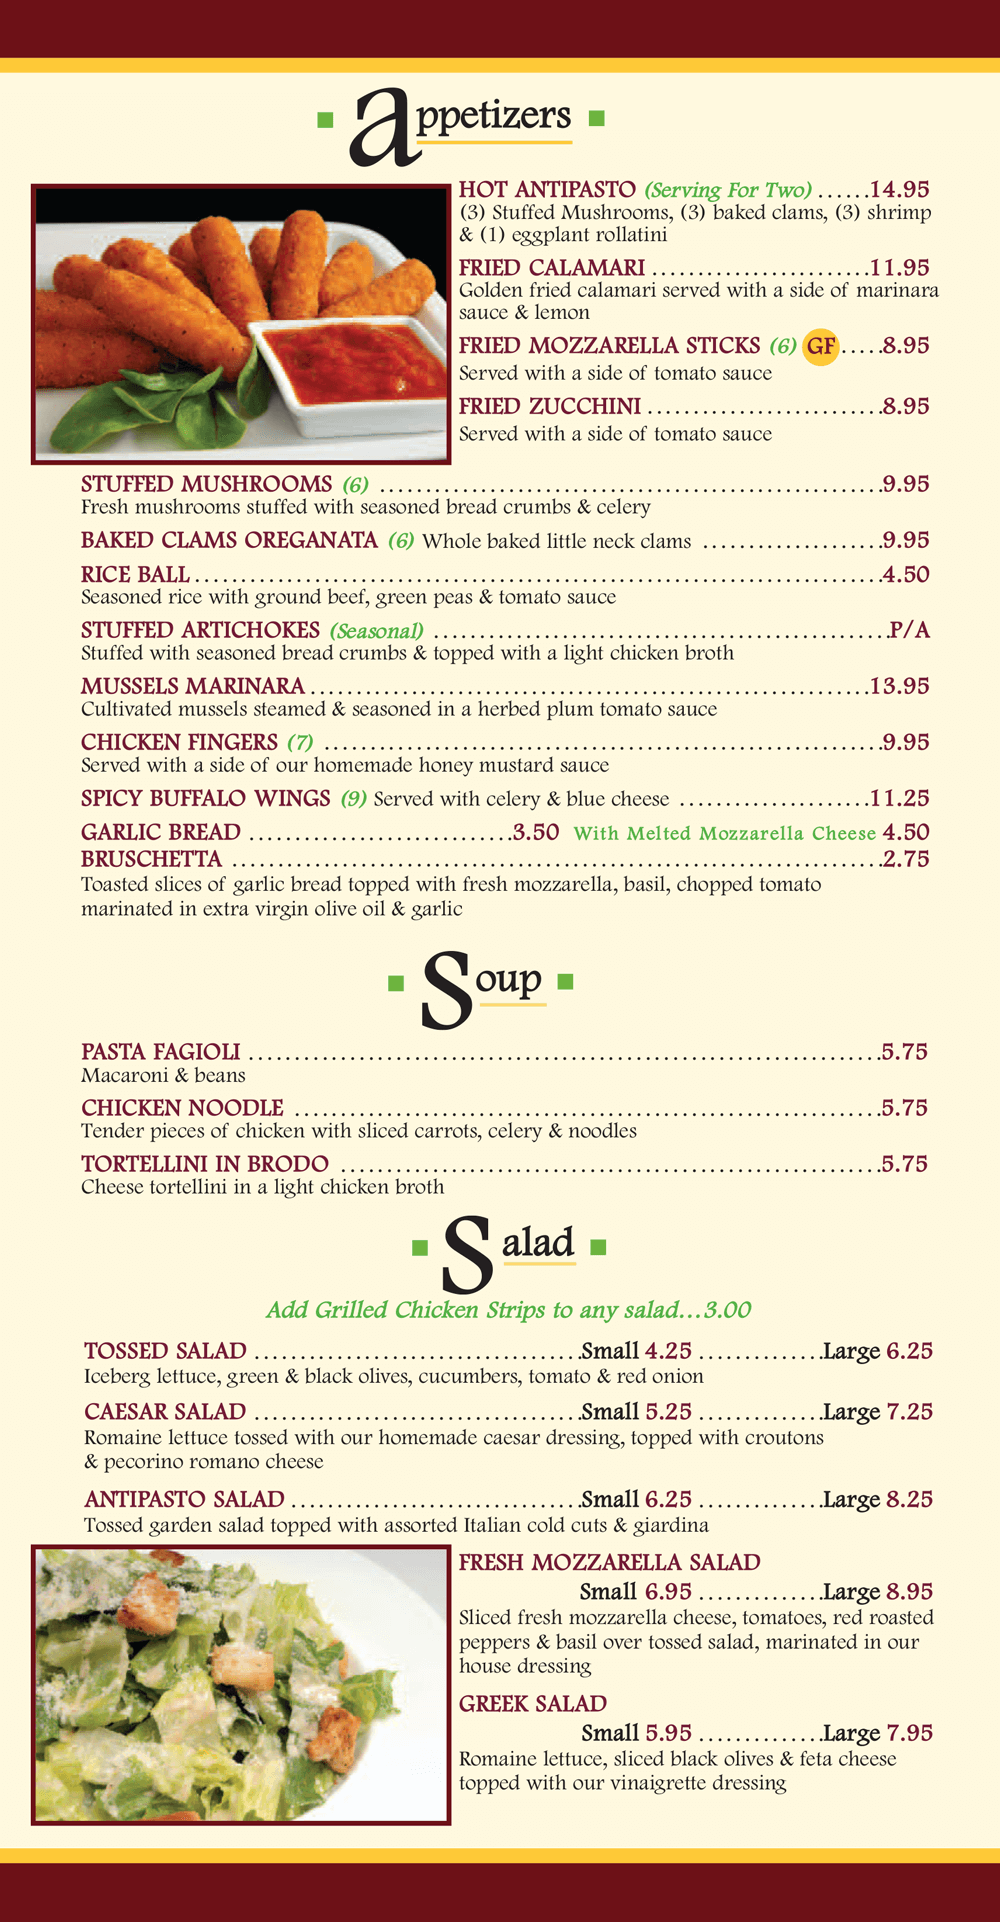 Appetizers
HOT ANTIPASTO (Serving For Two) ......14.95
(3) Stuffed Mushrooms, (3) baked clams, (3) shrimp
& (1) eggplant rollatini
FRIED CALAMARI ........................11.95
Golden fried calamari served with a side of marinara
sauce & lemon
FRIED MOZZARELLA STICKS (6) GF.....8.95
Served with a side of tomato sauce
FRIED ZUCCHINI ..........................8.95
Served with a side of tomato sauce
STUFFED MUSHROOMS (6) ........................................................9.95
Fresh mushrooms stuffed with seasoned bread crumbs & celery
BAKED CLAMS OREGANATA (6) Whole baked little neck clams ....................9.95
RICE BALL............................................................................4.50
Seasoned rice with ground beef, green peas & tomato sauce
STUFFED ARTICHOKES (Seasonal) ...................................................P/A
Stuffed with seasoned bread crumbs & topped with a light chicken broth
MUSSELS MARINARA ..............................................................13.95
Cultivated mussels steamed & seasoned in a herbed plum tomato sauce
CHICKEN FINGERS (7) ..............................................................9.95
Served with a side of our homemade honey mustard sauce
SPICY BUFFALO WINGS (9) Served with celery & blue cheese .....................11.25
GARLIC BREAD .............................3.50 With Melted Mozzarella Cheese 4.50
BRUSCHETTA ........................................................................2.75
Toasted slices of garlic bread topped with fresh mozzarella, basil, chopped tomato
marinated in extra virgin olive oil & garlic
Soup
PASTA FAGIOLI ......................................................................5.75
Macaroni & beans
CHICKEN NOODLE .................................................................5.75
Tender pieces of chicken with sliced carrots, celery & noodles
TORTELLINI IN BRODO ............................................................5.75
Cheese tortellini in a light chicken broth
Salad
Add Grilled Chicken Strips to any salad...3.00
TOSSED SALAD ....................................Small 4.25 ..............Large 6.25
Iceberg lettuce, green & black olives, cucumbers, tomato & red onion
CAESAR SALAD ....................................Small 5.25 ..............Large 7.25
Romaine lettuce tossed with our homemade caesar dressing, topped with croutons
& pecorino romano cheese
ANTIPASTO SALAD ................................Small 6.25 ..............Large 8.25
Tossed garden salad topped with assorted Italian cold cuts & giardina
FRESH MOZZARELLA SALAD
Small 6.95 ..............Large 8.95
Sliced fresh mozzarella cheese, tomatoes, red roasted
peppers & basil over tossed salad, marinated in our
house dressing
GREEK SALAD
Small 5.95 ..............Large 7.95
Romaine lettuce, sliced black olives & feta cheese
topped with our vinaigrette dressing